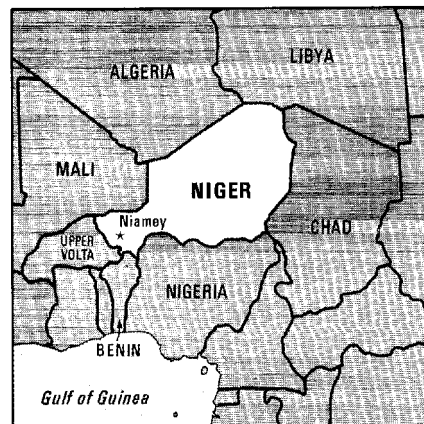 LIBYA
ALGERIA
MALI
NIGER
Niamey
CHAD
UPPER
VOLTA
NIGERIA
BENIN
Gulf of Guinea